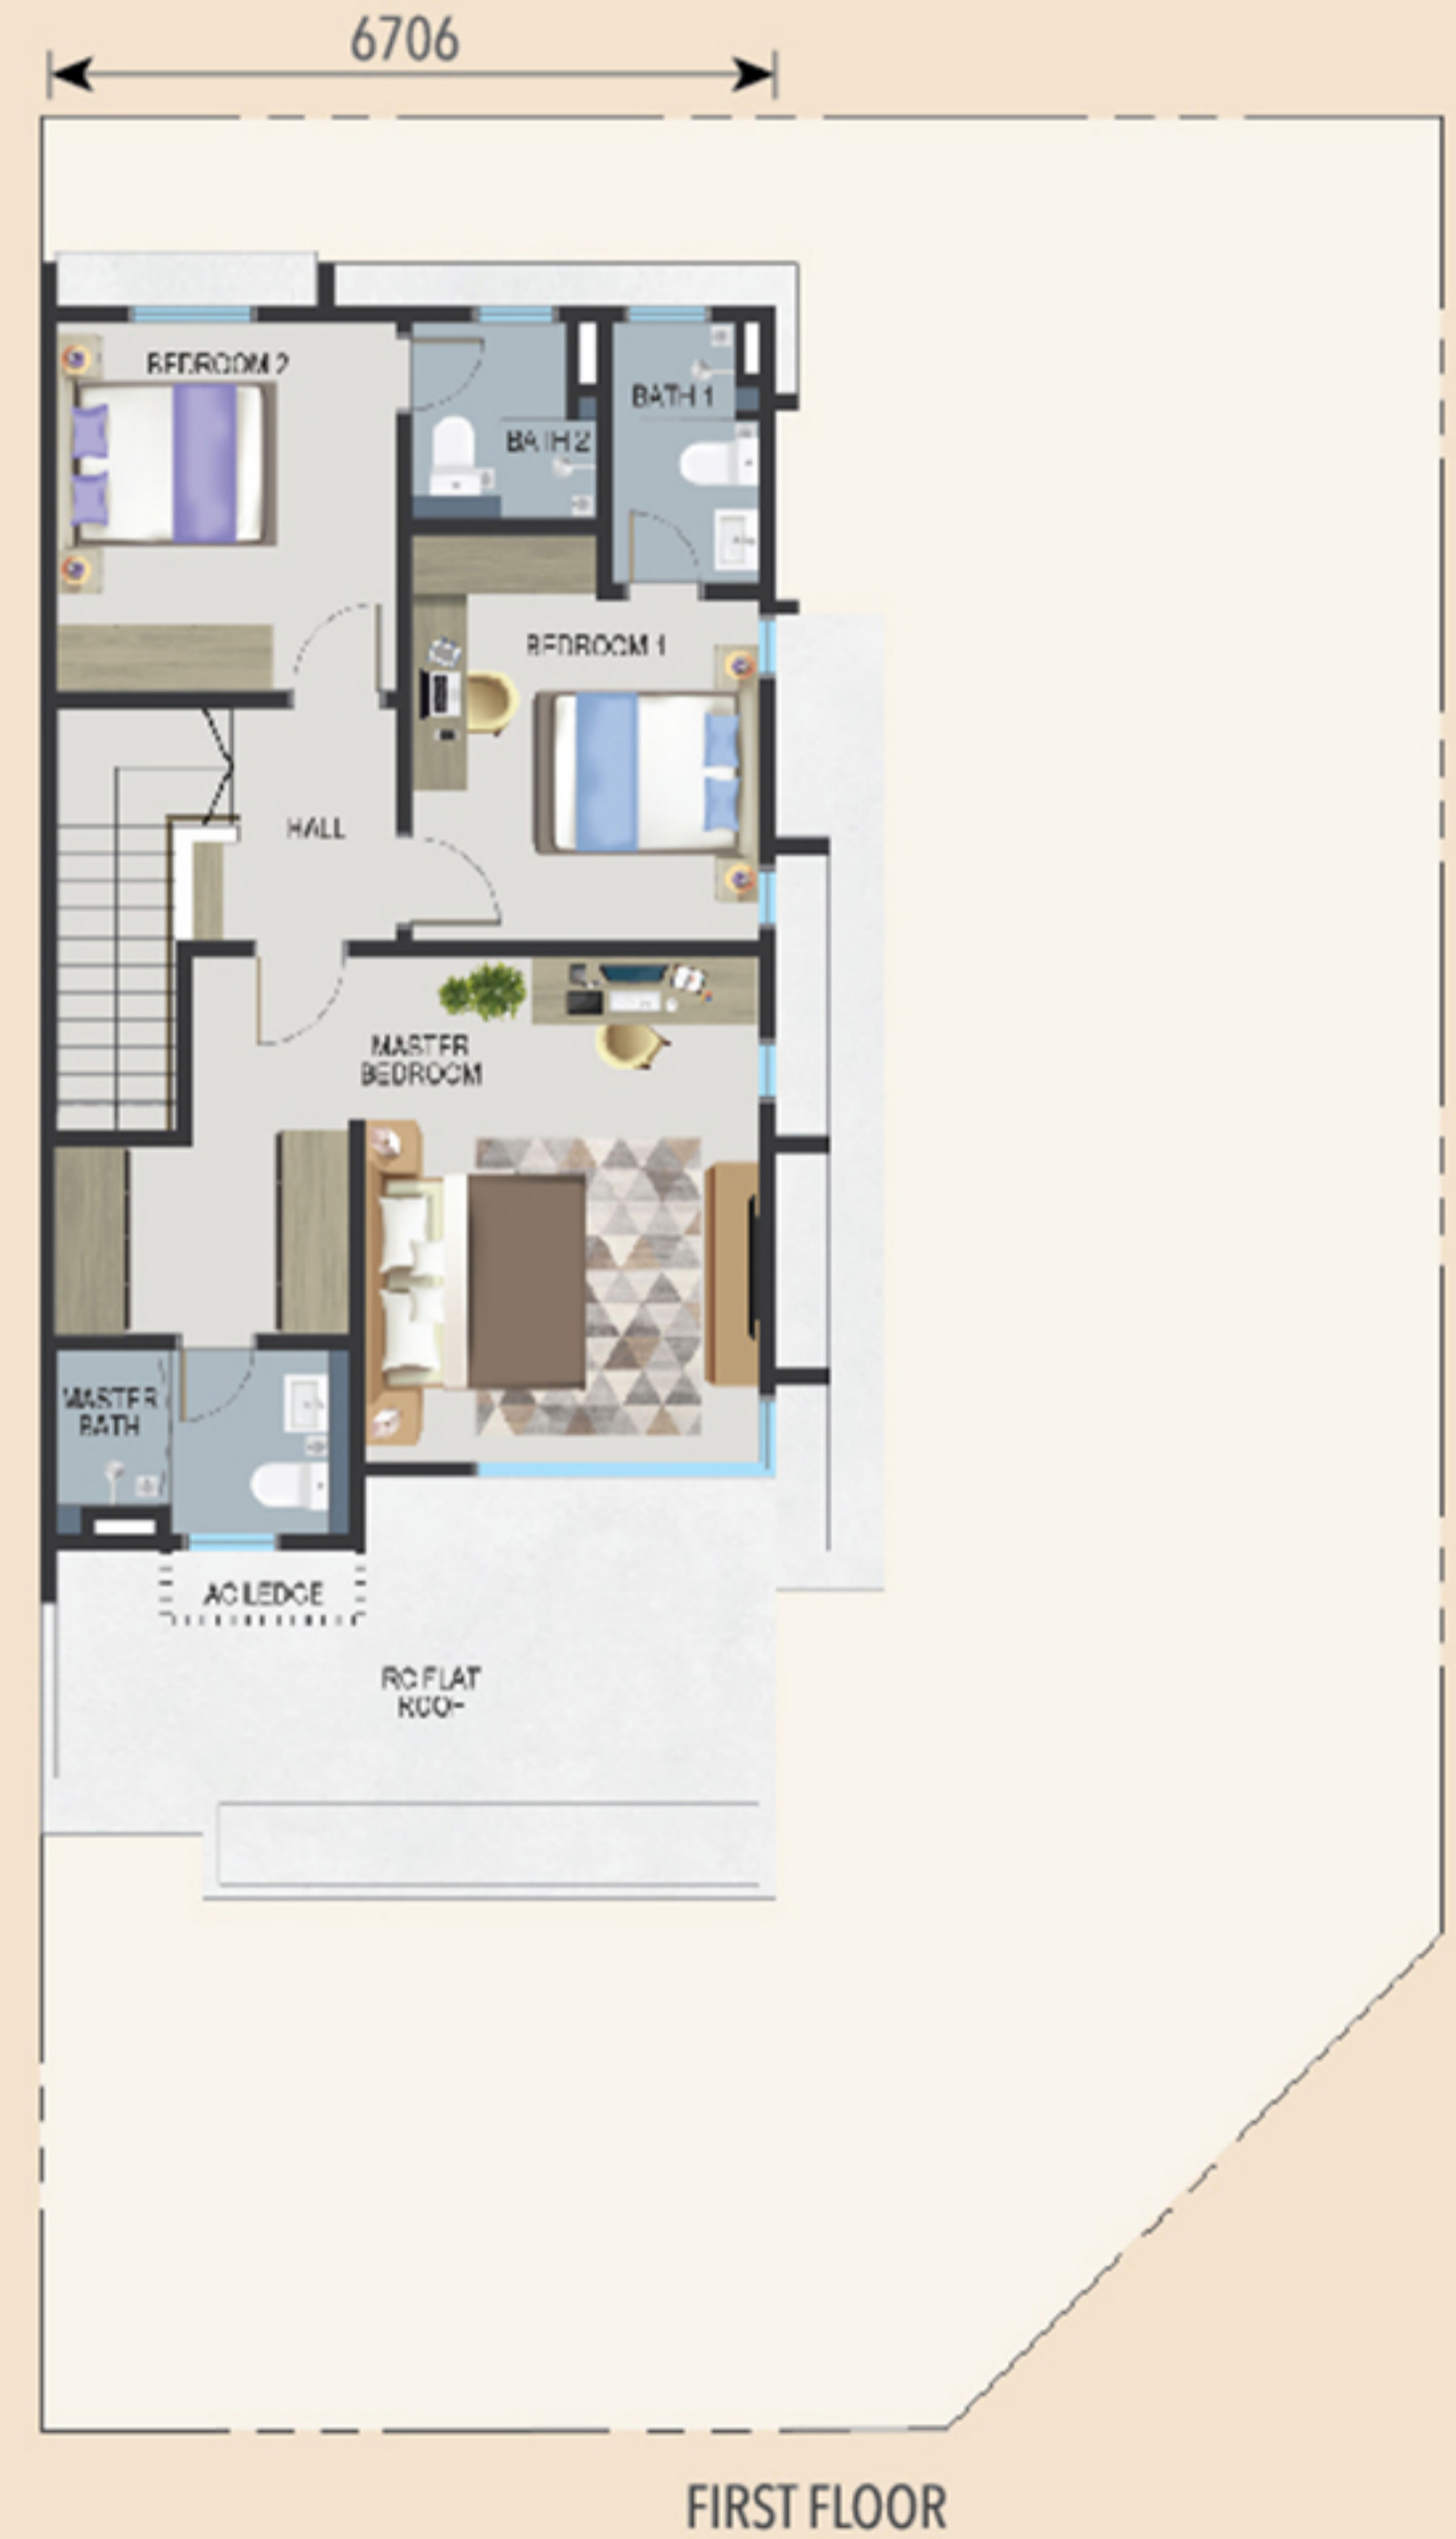 6706
BEDROOM 2
BATH 1
BATH 2
BEDROOM 1
HALL
MASTER
BEDROOM
MASTER
BATH
AC LEDGE
RC FLAT
ROOF
FIRST FLOOR